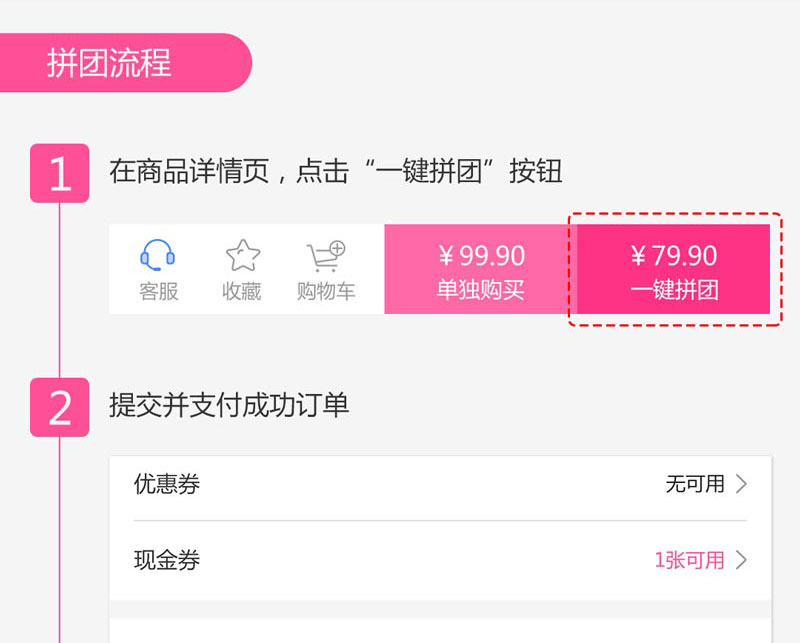 拼团流程
1 在商品详情页，点击“一键拼团”按钮
￥99.90 ￥79.90
客服 收藏 购物车 单独购买 一键拼团
2 提交并支付成功订单
优惠券 无可用
现金券 1张可用